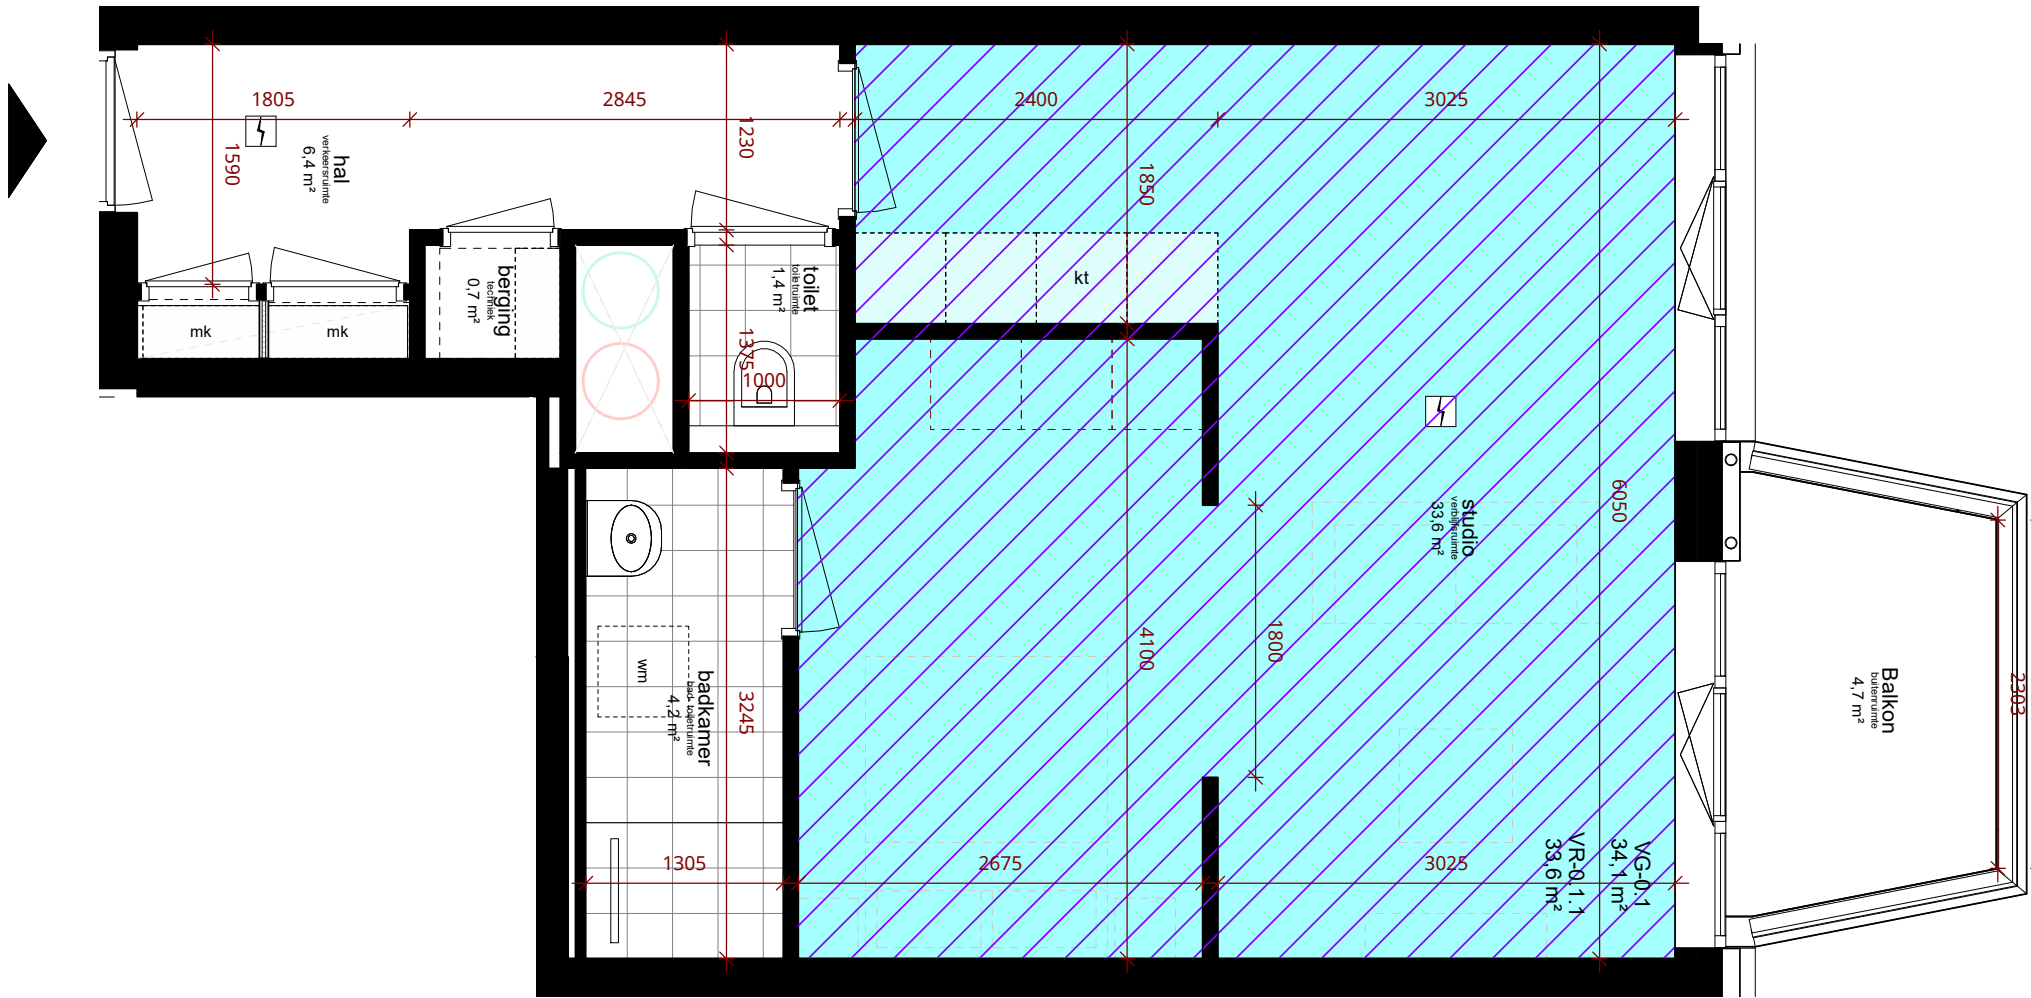 1805
2845
2400
3025
1590
1230
1850
hal
verkeersruimte
6,4 m²
mk
mk
berging
techniek
0,7 m²
toilet
toiletruimte
1,4 m²
1375
1000
kt
studio
verblijfsruimte
33,6 m²
6050
4100
1800
wm
badkamer
bad- toiletruimte
4,2 m²
3245
Balkon
buitenruimte
4,7 m²
2303
VG-0.1
34,1 m²
VR-0.1.1
33,6 m²
1305
2675
3025